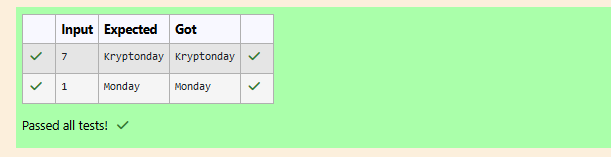 Input Expected Got
7 Kryptonday Kryptonday
1 Monday Monday
Passed all tests!